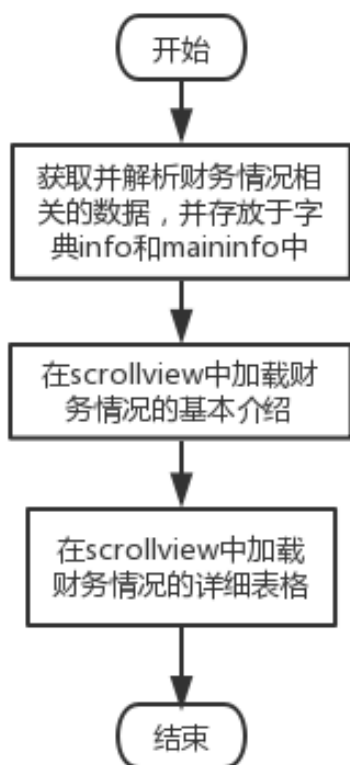 开始
获取并解析财务情况相
关的数据，并存放于字
典info和maininfo中
在scrollview中加载财
务情况的基本介绍
在scrollview中加载
财务情况的详细表格
结束